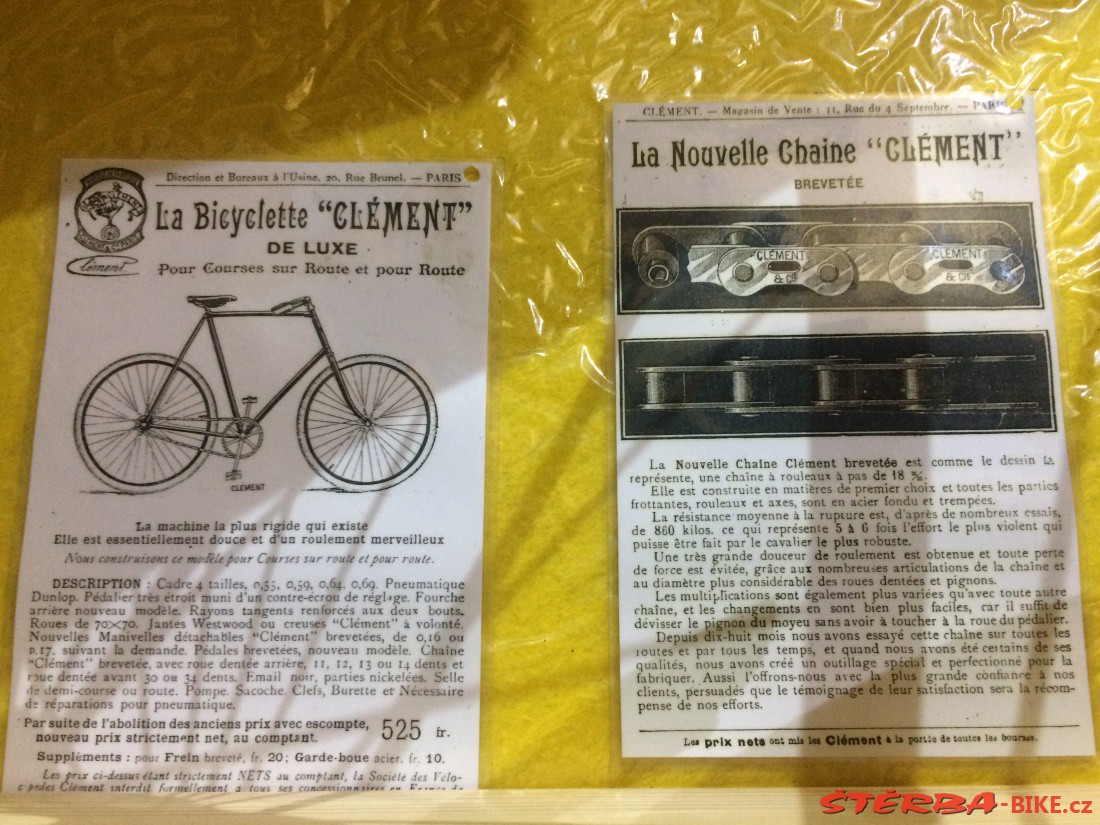 Direction et Bureaux à l'Usine, 20, Rue Brunel. — PARIS
La Bicyclette "CLÉMENT"
DE LUXE
Clément
Pour Courses sur Route et pour Route
CLEMENT
La machine la plus rigide qui existe
Elle est essentiellement douce et d'un roulement merveilleux
Nous construisons ce modèle pour Courses sur route et pour route.
DESCRIPTION : Cadre 4 tailles, 0,55, 0,59, 0,64, 0,69. Pneumatique
Dunlop. Pédalier très étroit muni d'un contre-écrou de réglage. Fourche
arrière nouveau modèle. Rayons tangents renforcés aux deux bouts.
Roues de 70×70. Jantes Westwood ou creuses "Clément" à volonté.
Nouvelles Manivelles détachables "Clément" brevetées, de 0,16 ou
0,17, suivant la demande. Pédales brevetées, nouveau modèle. Chaîne
"Clément" brevetée, avec roue dentée arrière, 11, 12, 13 ou 14 dents et
roue dentée avant 30 ou 34 dents. Email noir, parties nickelées. Selle
de demi-course ou route. Pompe. Sacoche. Clefs, Burette et Nécessaire
de réparations pour pneumatique.
Par suite de l'abolition des anciens prix avec escompte,
nouveau prix strictement net, au comptant. 525 fr.
Suppléments : pour Frein breveté, fr. 20; Garde-boue acier, fr. 10.
Les prix ci-dessus étant strictement NETS au comptant, la Société des Vélo-
cipèdes Clément interdit formellement à tous ses concessionnaires en France de
CLÉMENT. — Magasin de Vente : 11, Rue du 4 Septembre. — PARIS
La Nouvelle Chaine "CLÉMENT"
BREVETÉE
CLÉMENT
& Cie
CLÉMENT
& Cie
La Nouvelle Chaîne Clément brevetée est comme le dessin la
représente, une chaîne à rouleaux à pas de 18 %.
Elle est construite en matières de premier choix et toutes les parties
frottantes, rouleaux et axes, sont en acier fondu et trempées.
La résistance moyenne à la rupture est, d'après de nombreux essais,
de 860 kilos. ce qui représente 5 à 6 fois l'effort le plus violent qui
puisse être fait par le cavalier le plus robuste.
Une très grande douceur de roulement est obtenue et toute perte
de force est évitée, grâce aux nombreuses articulations de la chaîne et
au diamètre plus considérable des roues dentées et pignons.
Les multiplications sont également plus variées qu'avec toute autre
chaîne, et les changements en sont bien plus faciles, car il suffit de
dévisser le pignon du moyeu sans avoir à toucher à la roue du pédalier.
Depuis dix-huit mois nous avons essayé cette chaîne sur toutes les
routes et par tous les temps, et quand nous avons été certains de ses
qualités, nous avons créé un outillage spécial et perfectionné pour la
fabriquer. Aussi l'offrons-nous avec la plus grande confiance à nos
clients, persuadés que le témoignage de leur satisfaction sera la récom-
pense de nos efforts.
Les prix nets ont mis les Clément à la portée de toutes les bourses.
ŠTĚRBA-BIKE.cz